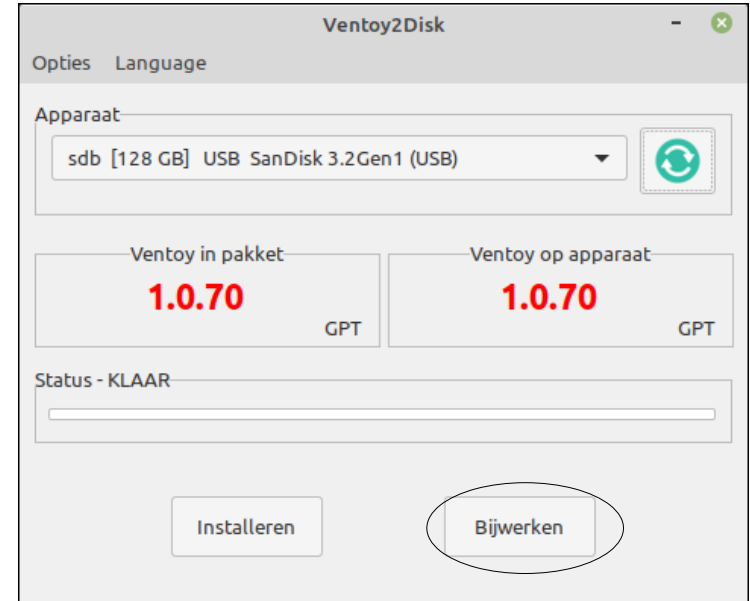 Ventoy2Disk
Opties Language
Apparaat
sdb [128 GB] USB SanDisk 3.2Gen1 (USB)
Ventoy in pakket
1.0.70
GPT
Ventoy op apparaat
1.0.70
GPT
Status - KLAAR
Installeren
Bijwerken